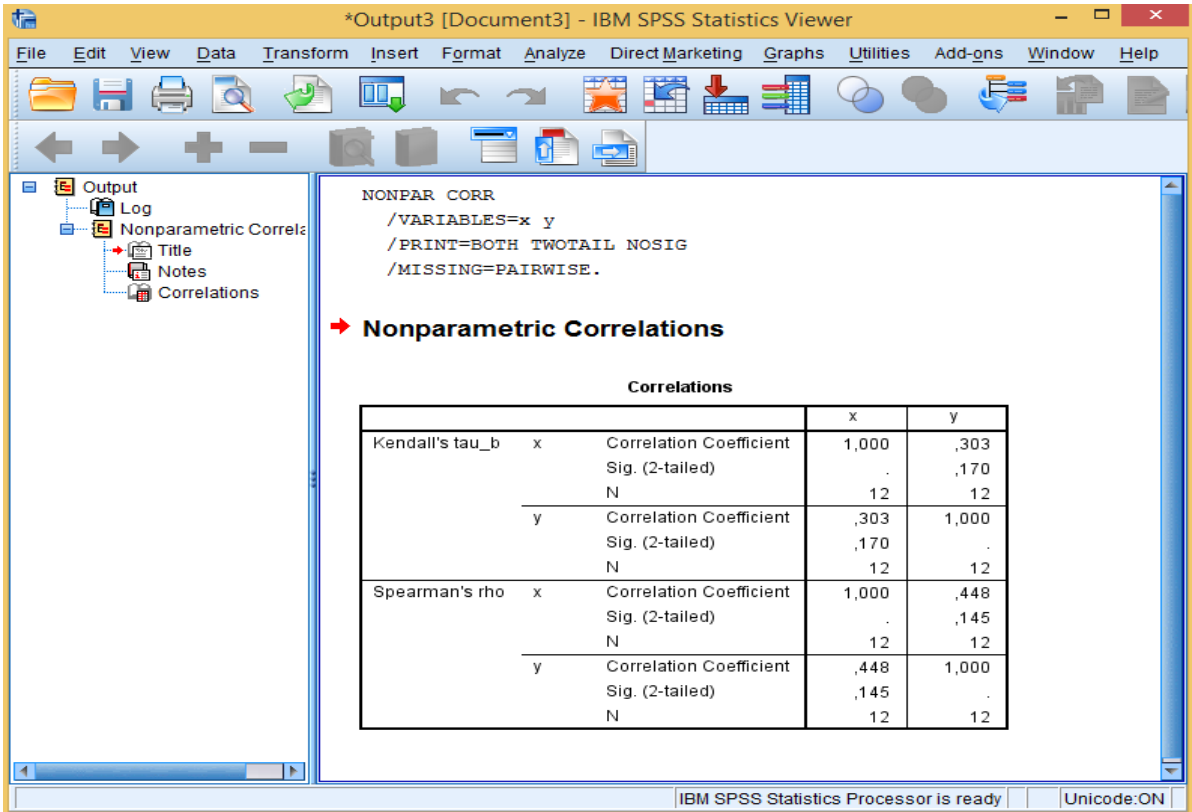 *Output3 [Document3] - IBM SPSS Statistics Viewer
File Edit View Data Transform Insert Format Analyze Direct Marketing Graphs Utilities Add-ons Window Help
Output
Log
Nonparametric Correla
Title
Notes
Correlations
NONPAR CORR
/VARIABLES=x y
/PRINT=BOTH TWOTAIL NOSIG
/MISSING=PAIRWISE.
Nonparametric Correlations
Correlations
x y
Kendall's tau_b x Correlation Coefficient 1,000 ,303
Sig. (2-tailed) . ,170
N 12 12
y Correlation Coefficient ,303 1,000
Sig. (2-tailed) ,170 .
N 12 12
Spearman's rho x Correlation Coefficient 1,000 ,448
Sig. (2-tailed) . ,145
N 12 12
y Correlation Coefficient ,448 1,000
Sig. (2-tailed) ,145 .
N 12 12
IBM SPSS Statistics Processor is ready Unicode:ON